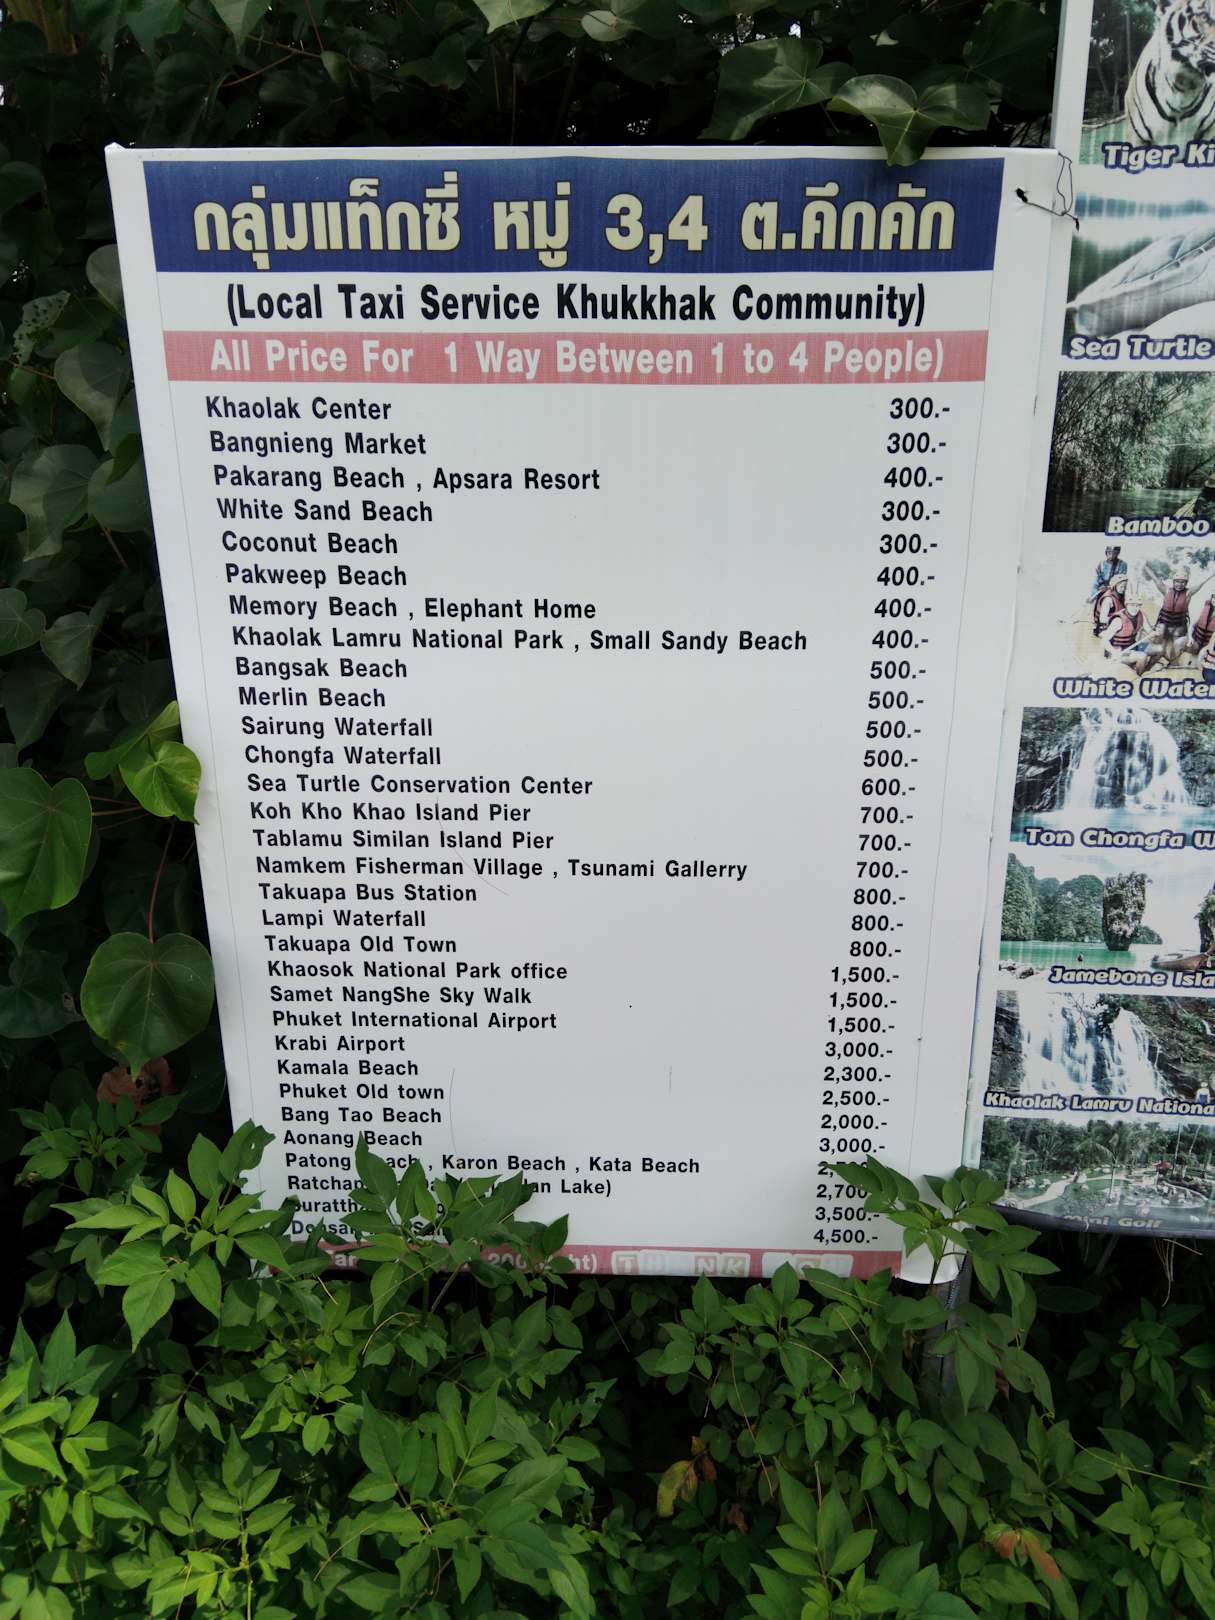 กลุ่มแท็กซี่ หมู่ 3,4 ต.คึกคัก
(Local Taxi Service Khukkhak Community)
All Price For 1 Way Between 1 to 4 People)
Khaolak Center 300.-
Bangnieng Market 300.-
Pakarang Beach , Apsara Resort 400.-
White Sand Beach 300.-
Coconut Beach 300.-
Pakweep Beach 400.-
Memory Beach , Elephant Home 400.-
Khaolak Lamru National Park , Small Sandy Beach 400.-
Bangsak Beach 500.-
Merlin Beach 500.-
Sairung Waterfall 500.-
Chongfa Waterfall 500.-
Sea Turtle Conservation Center 600.-
Koh Kho Khao Island Pier 700.-
Tablamu Similan Island Pier 700.-
Namkem Fisherman Village , Tsunami Gallerry 700.-
Takuapa Bus Station 800.-
Lampi Waterfall 800.-
Takuapa Old Town 800.-
Khaosok National Park office 1,500.-
Samet NangShe Sky Walk 1,500.-
Phuket International Airport 1,500.-
Krabi Airport 3,000.-
Kamala Beach 2,300.-
Phuket Old town 2,500.-
Bang Tao Beach 2,000.-
Aonang Beach 3,000.-
Patong , Karon Beach , Kata Beach
Lake) 2,700
3,500.-
4,500.-
Tiger
Sea Turtle
Bamboo
White Water
Ton Chongfa
Jamebone
Khaolak Lamru
Mini Golf